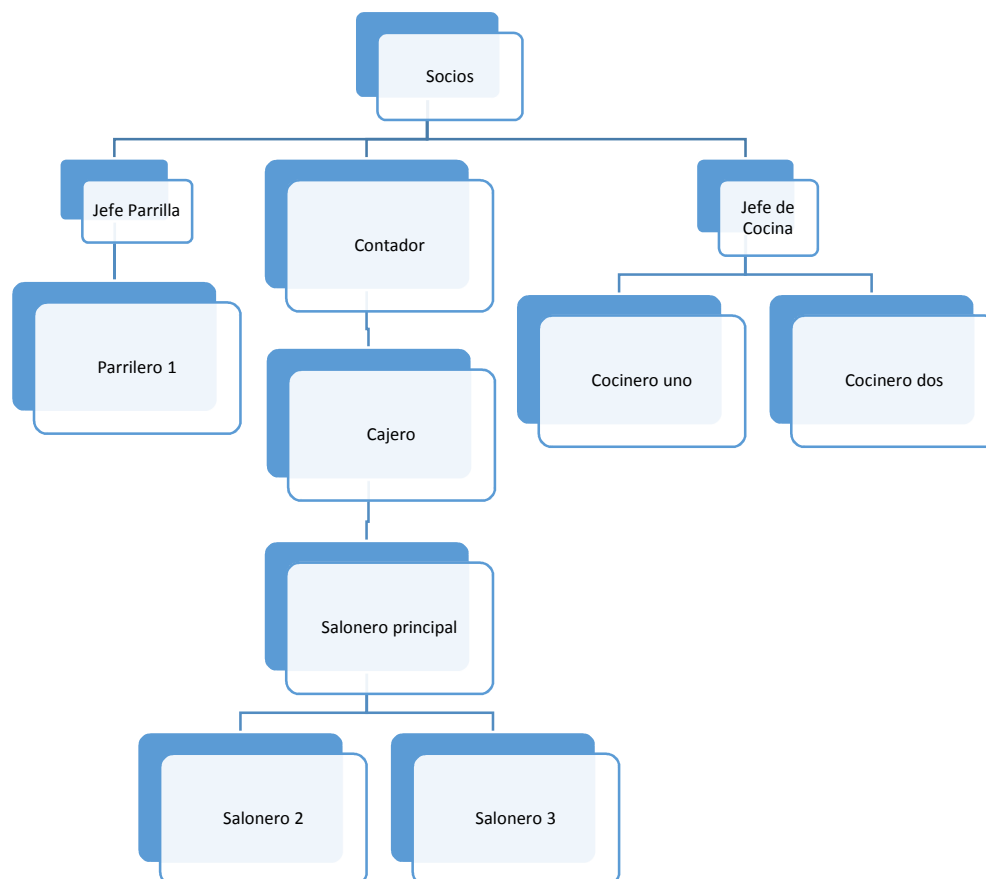 Socios
Jefe Parrilla
Contador
Jefe de
Cocina
Parrilero 1
Cocinero uno
Cocinero dos
Cajero
Salonero principal
Salonero 2
Salonero 3